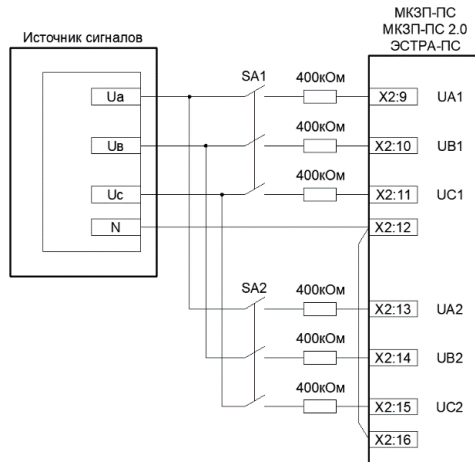 МКЗП-ПС
МКЗП-ПС 2.0
ЭСТРА-ПС
Источник сигналов
SA1
400кОм
Ua
X2:9
UA1
400кОм
Uв
X2:10
UB1
400кОм
Uc
X2:11
UC1
N
X2:12
SA2
400кОм
X2:13
UA2
400кОм
X2:14
UB2
400кОм
X2:15
UC2
X2:16